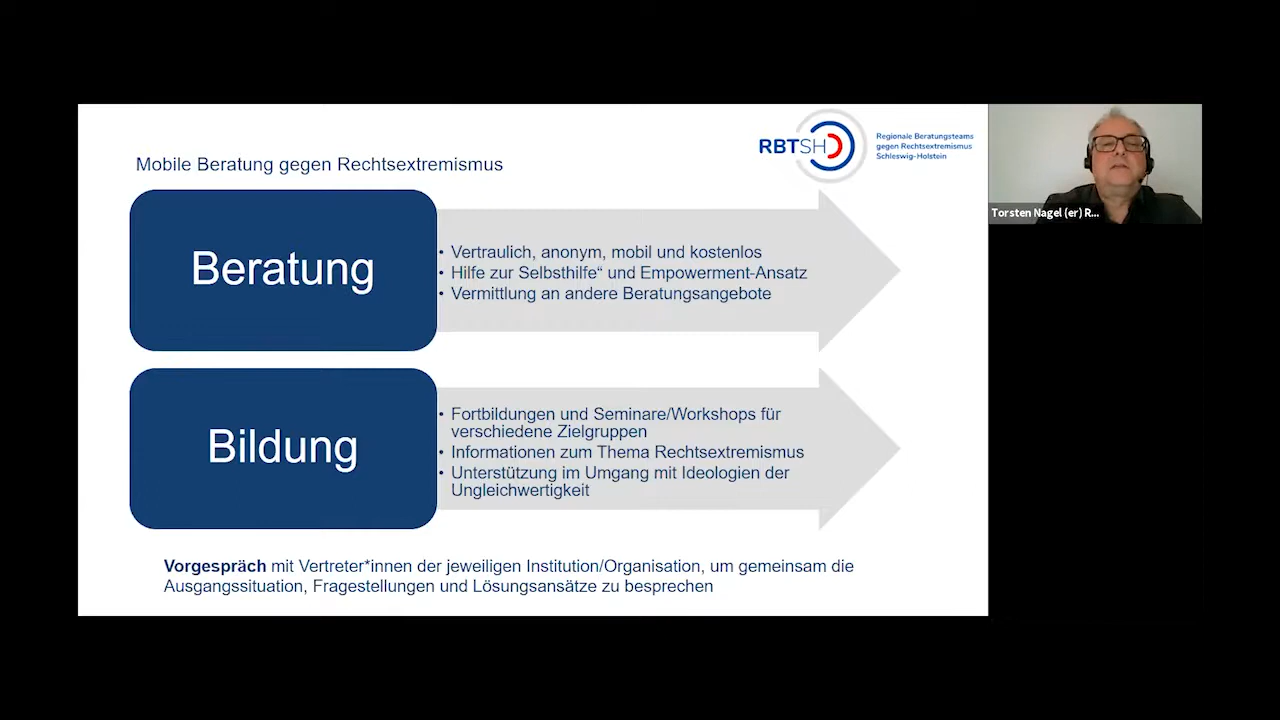 Mobile Beratung gegen Rechtsextremismus
RBTSH
Regionale Beratungsteams
gegen Rechtsextremismus
Schleswig-Holstein
Torsten Nagel (er) R...
Beratung
• Vertraulich, anonym, mobil und kostenlos
• Hilfe zur Selbsthilfe“ und Empowerment-Ansatz
• Vermittlung an andere Beratungsangebote
Bildung
• Fortbildungen und Seminare/Workshops für
verschiedene Zielgruppen
• Informationen zum Thema Rechtsextremismus
• Unterstützung im Umgang mit Ideologien der
Ungleichwertigkeit
Vorgespräch mit Vertreter*innen der jeweiligen Institution/Organisation, um gemeinsam die
Ausgangssituation, Fragestellungen und Lösungsansätze zu besprechen